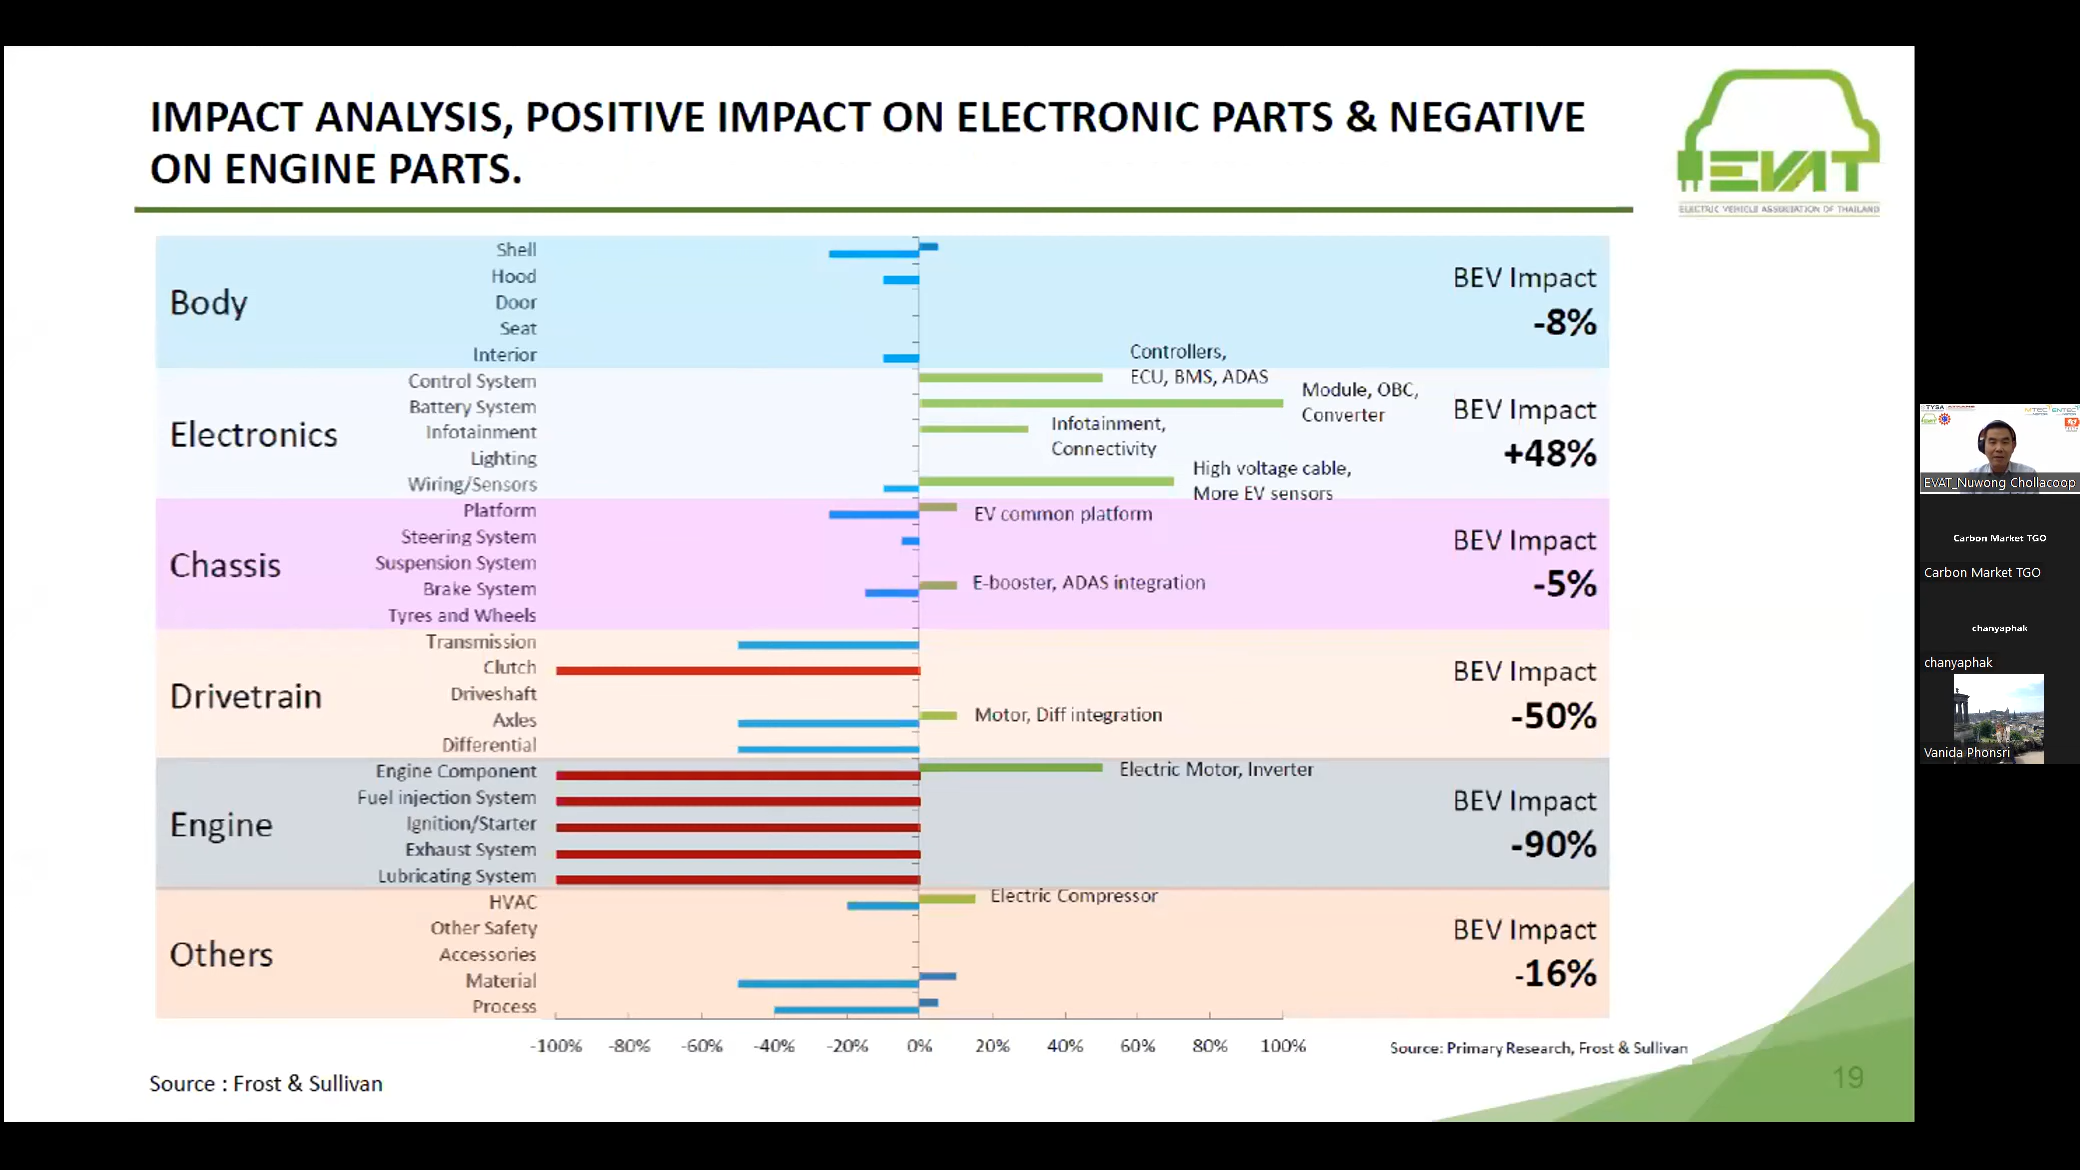 IMPACT ANALYSIS, POSITIVE IMPACT ON ELECTRONIC PARTS & NEGATIVE
ON ENGINE PARTS.
EVAT
ELECTRIC VEHICLE ASSOCIATION OF THAILAND
Body
Shell
Hood
Door
Seat
Interior
BEV Impact
-8%
Electronics
Control System
Battery System
Infotainment
Lighting
Wiring/Sensors
Controllers,
ECU, BMS, ADAS
Module, OBC,
Converter
Infotainment,
Connectivity
High voltage cable,
More EV sensors
BEV Impact
+48%
Chassis
Platform
Steering System
Suspension System
Brake System
Tyres and Wheels
EV common platform
E-booster, ADAS integration
BEV Impact
-5%
Drivetrain
Transmission
Clutch
Driveshaft
Axles
Differential
Motor, Diff integration
BEV Impact
-50%
Engine
Engine Component
Fuel injection System
Ignition/Starter
Exhaust System
Lubricating System
Electric Motor, Inverter
BEV Impact
-90%
Others
HVAC
Other Safety
Accessories
Material
Process
Electric Compressor
BEV Impact
-16%
-100% -80% -60% -40% -20% 0% 20% 40% 60% 80% 100%
Source: Primary Research, Frost & Sullivan
Source : Frost & Sullivan
19
EVAT_Nuwong Chollacoop
Carbon Market TGO
Carbon Market TGO
chanyaphak
chanyaphak
Vanida Phonsri